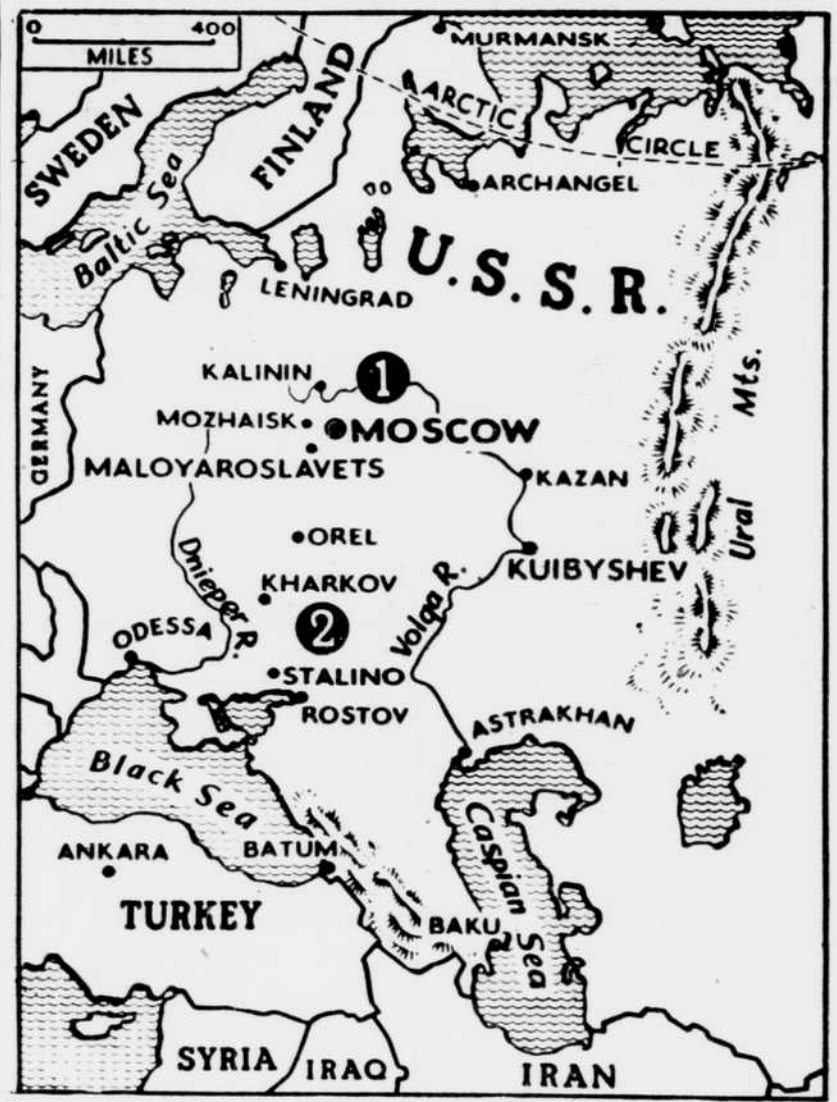 0 400
MILES
MURMANSK
SWEDEN
FINLAND
ARCTIC CIRCLE
ARCHANGEL
Baltic Sea
U.S.S.R.
LENINGRAD
GERMANY
KALININ
1
MOZHAISK
MOSCOW
MALOYAROSLAVETS
KAZAN
Ural Mts.
OREL
KUIBYSHEV
Dnieper R.
KHARKOV
Volga R.
2
ODESSA
STALINO
ROSTOV
ASTRAKHAN
Black Sea
Caspian Sea
ANKARA
BATUM
TURKEY
BAKU
SYRIA
IRAQ
IRAN